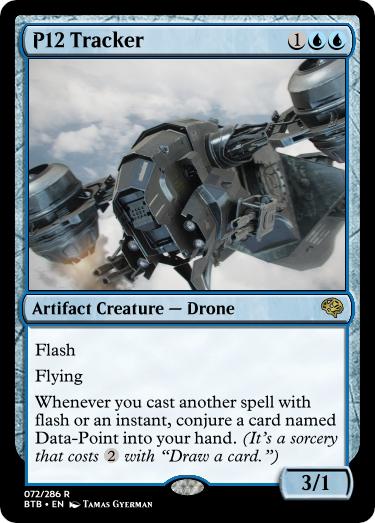 P12 Tracker 1
Artifact Creature — Drone
Flash
Flying
Whenever you cast another spell with
flash or an instant, conjure a card named
Data-Point into your hand. (It's a sorcery
that costs 2 with “Draw a card.”)
3/1
072/286 R
BTB • EN Tamas Gyerman